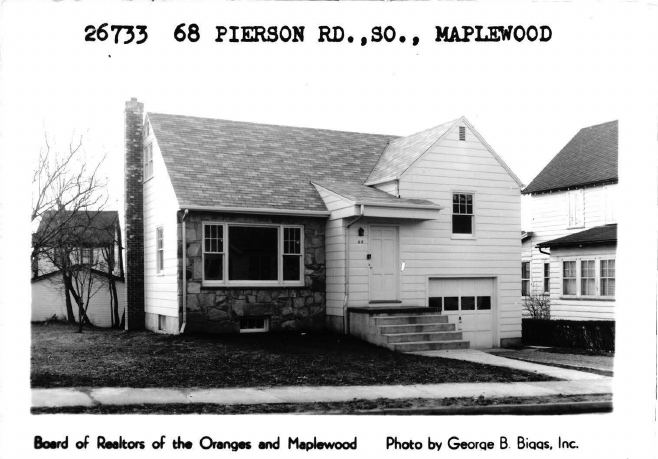 26733 68 PIERSON RD.,SO., MAPLEWOOD
68
Board of Realtors of the Oranges and Maplewood Photo by George B. Biggs, Inc.